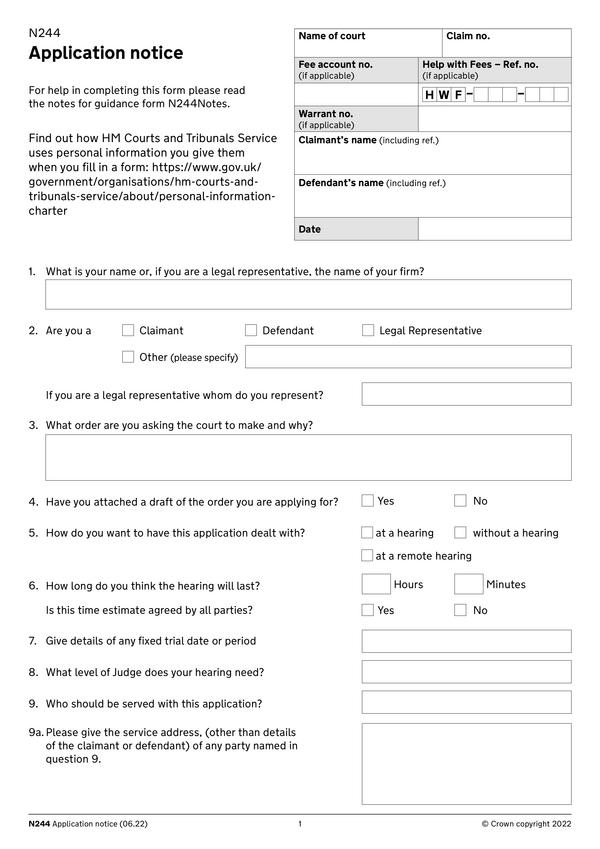 N244
Application notice
For help in completing this form please read
the notes for guidance form N244Notes.
Find out how HM Courts and Tribunals Service
uses personal information you give them
when you fill in a form: https://www.gov.uk/
government/organisations/hm-courts-and-
tribunals-service/about/personal-information-
charter
Name of court
Claim no.
Fee account no.
(if applicable)
Help with Fees – Ref. no.
(if applicable)
H W F – –
Warrant no.
(if applicable)
Claimant's name (including ref.)
Defendant's name (including ref.)
Date
1. What is your name or, if you are a legal representative, the name of your firm?
2. Are you a Claimant Defendant Legal Representative
Other (please specify)
If you are a legal representative whom do you represent?
3. What order are you asking the court to make and why?
4. Have you attached a draft of the order you are applying for? Yes No
5. How do you want to have this application dealt with? at a hearing without a hearing
at a remote hearing
6. How long do you think the hearing will last? Hours Minutes
Is this time estimate agreed by all parties? Yes No
7. Give details of any fixed trial date or period
8. What level of Judge does your hearing need?
9. Who should be served with this application?
9a. Please give the service address, (other than details
of the claimant or defendant) of any party named in
question 9.
N244 Application notice (06.22) 1 © Crown copyright 2022